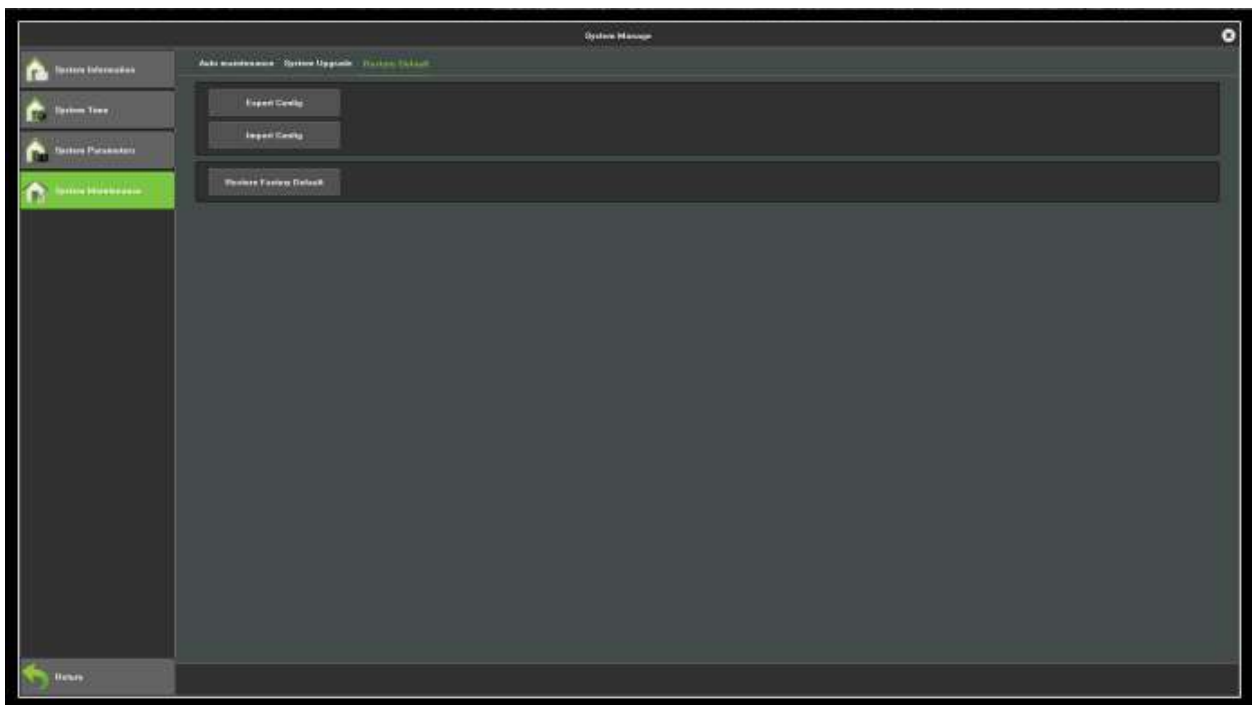 System Manage
System Information
System Time
System Parameters
System Maintenance
Auto maintenance System Upgrade Restore Default
Export Config
Import Config
Restore Factory Default
Return